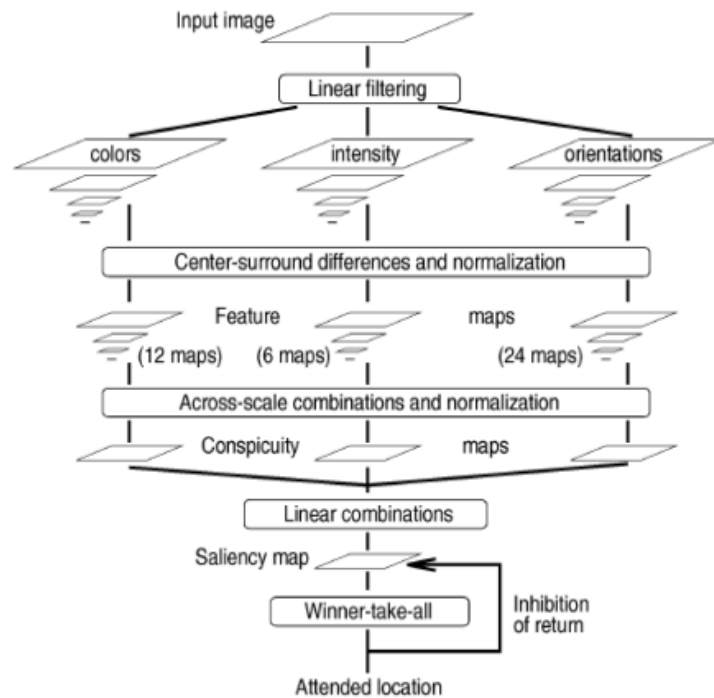 Input image
Linear filtering
colors
intensity
orientations
Center-surround differences and normalization
Feature maps
(12 maps) (6 maps) (24 maps)
Across-scale combinations and normalization
Conspicuity maps
Linear combinations
Saliency map
Winner-take-all
Inhibition
of return
Attended location